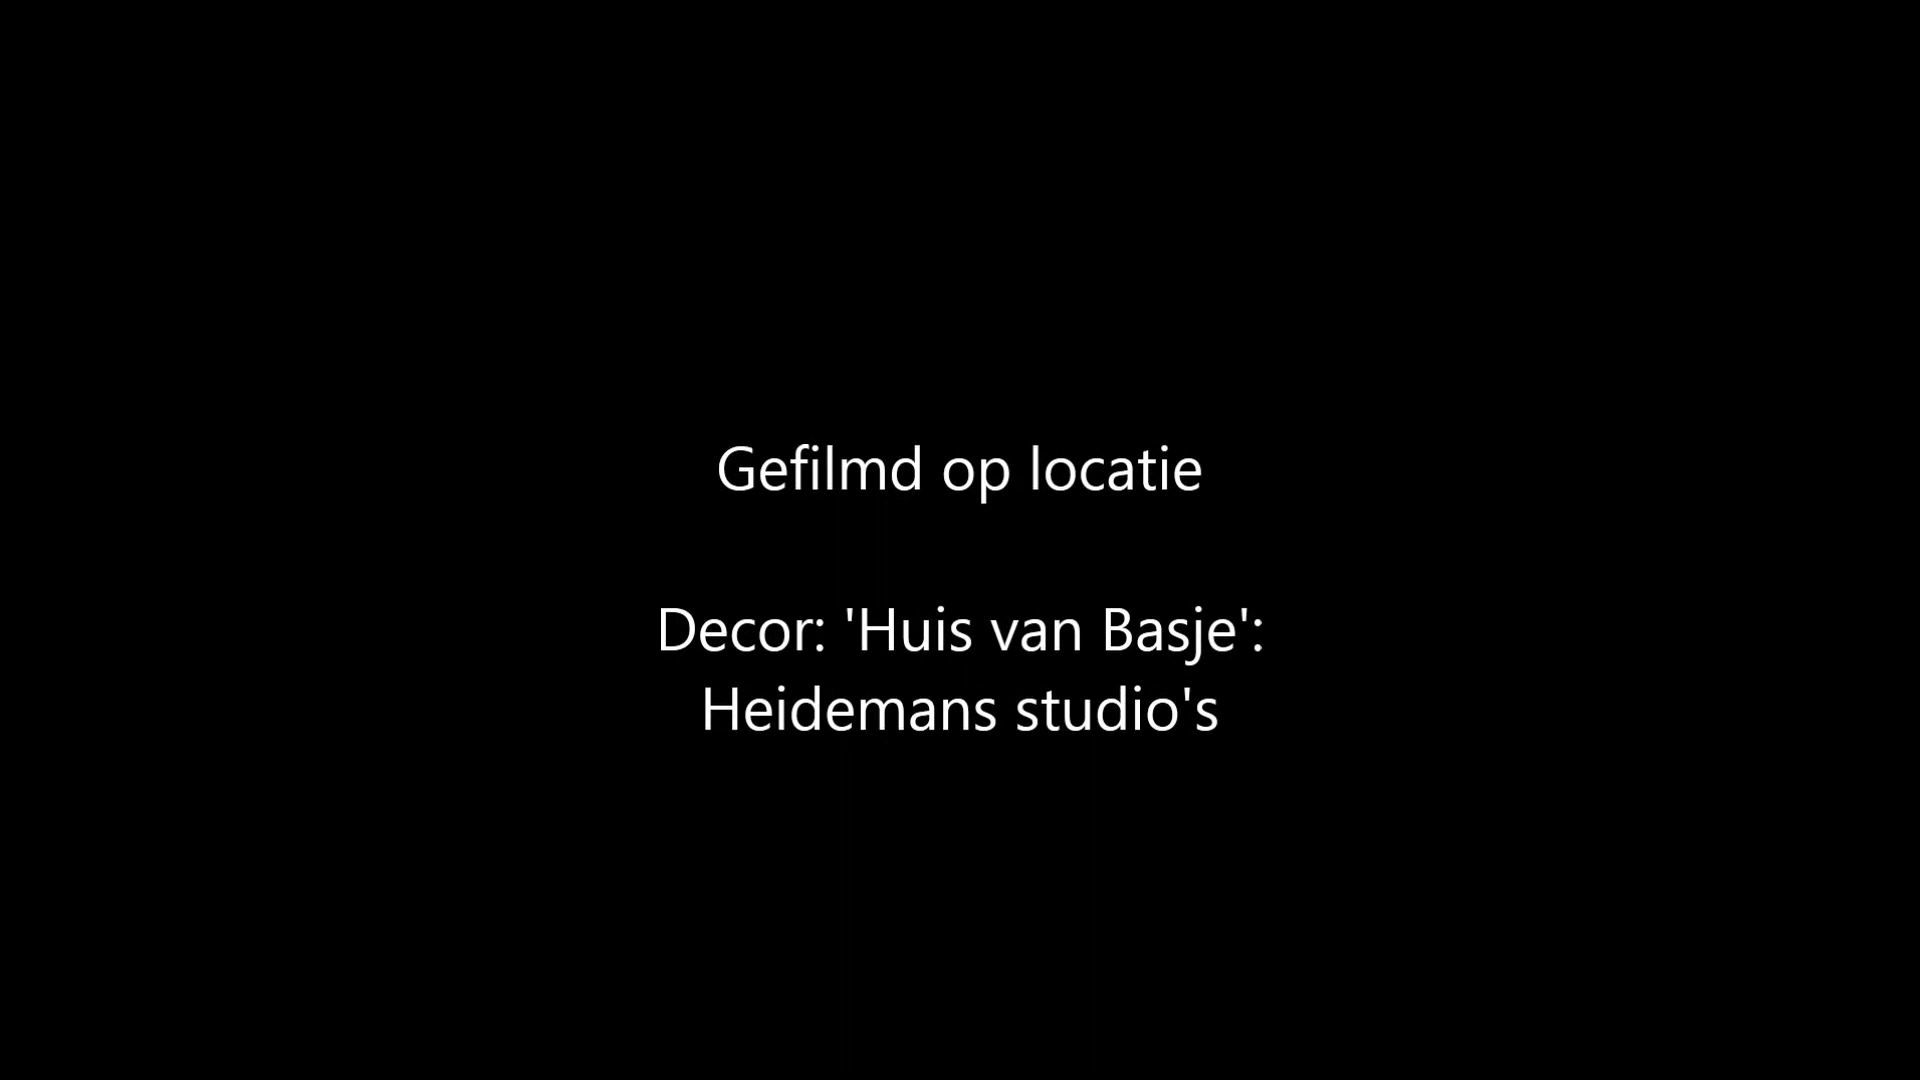 Gefilmd op locatie
Decor: 'Huis van Basje':
Heidemans studio's